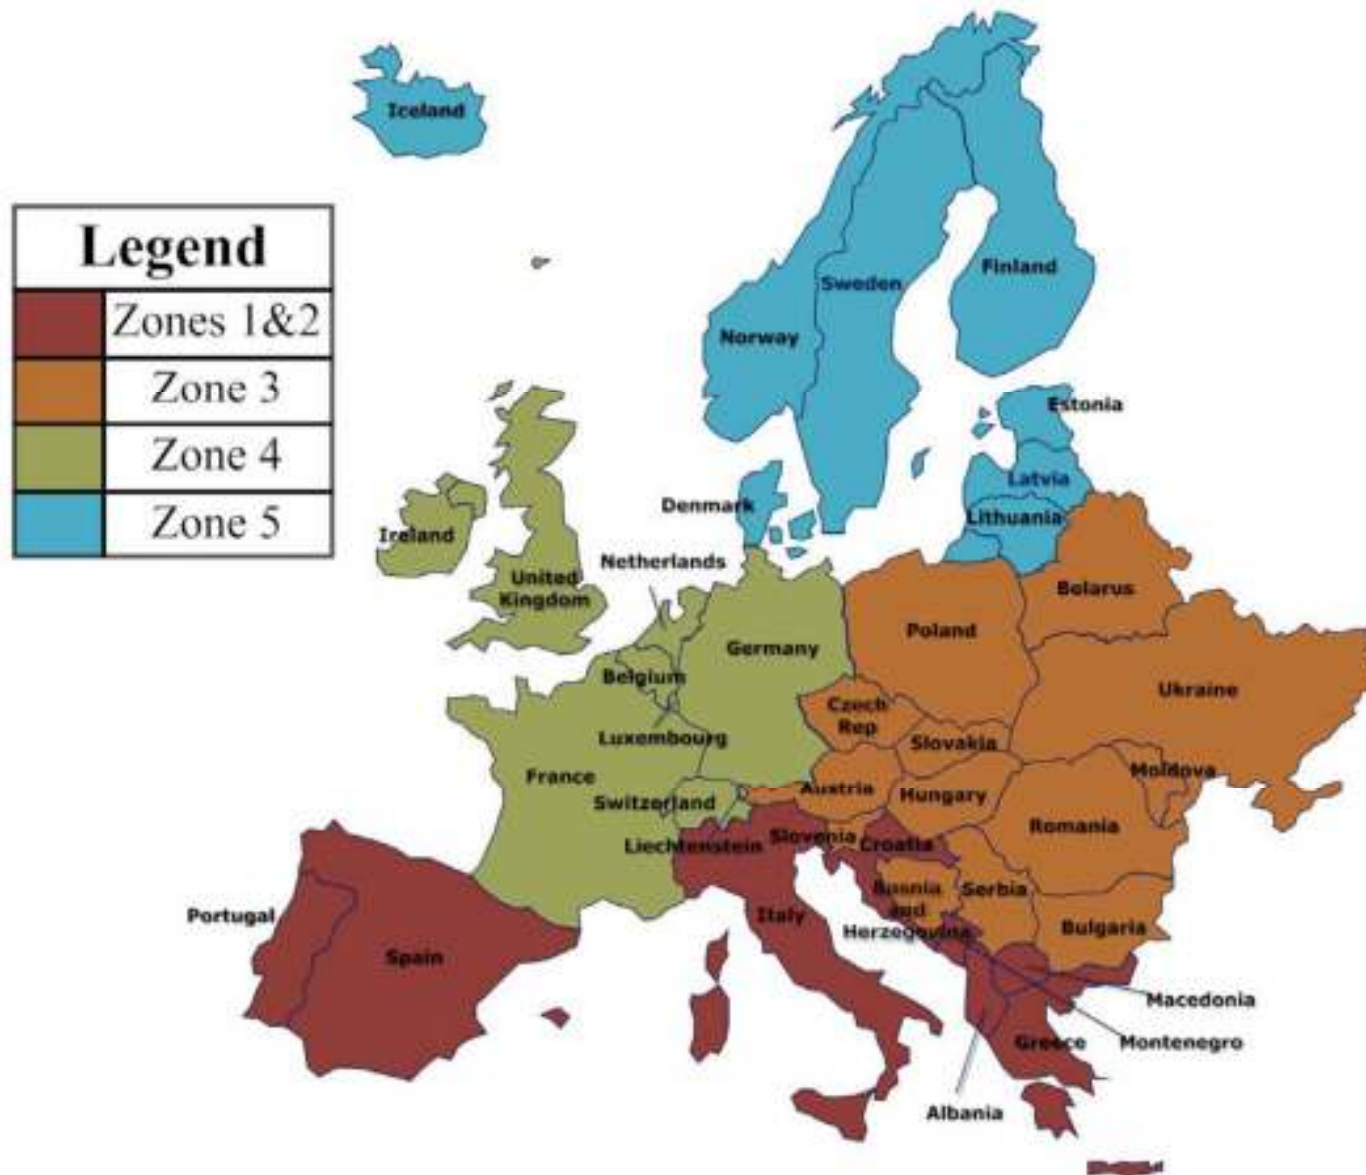 Iceland
Legend
Zones 1&2
Zone 3
Zone 4
Zone 5
Finland
Sweden
Norway
Estonia
Latvia
Denmark
Lithuania
Ireland
Netherlands
United
Kingdom
Belarus
Poland
Germany
Belgium
Ukraine
Czech
Rep
Luxembourg
Slovakia
France
Moldova
Austria
Switzerland
Hungary
Romania
Slovenia
Croatia
Liechtenstein
Bosnia
and
Herzegovina
Serbia
Portugal
Italy
Bulgaria
Spain
Macedonia
Greece
Montenegro
Albania